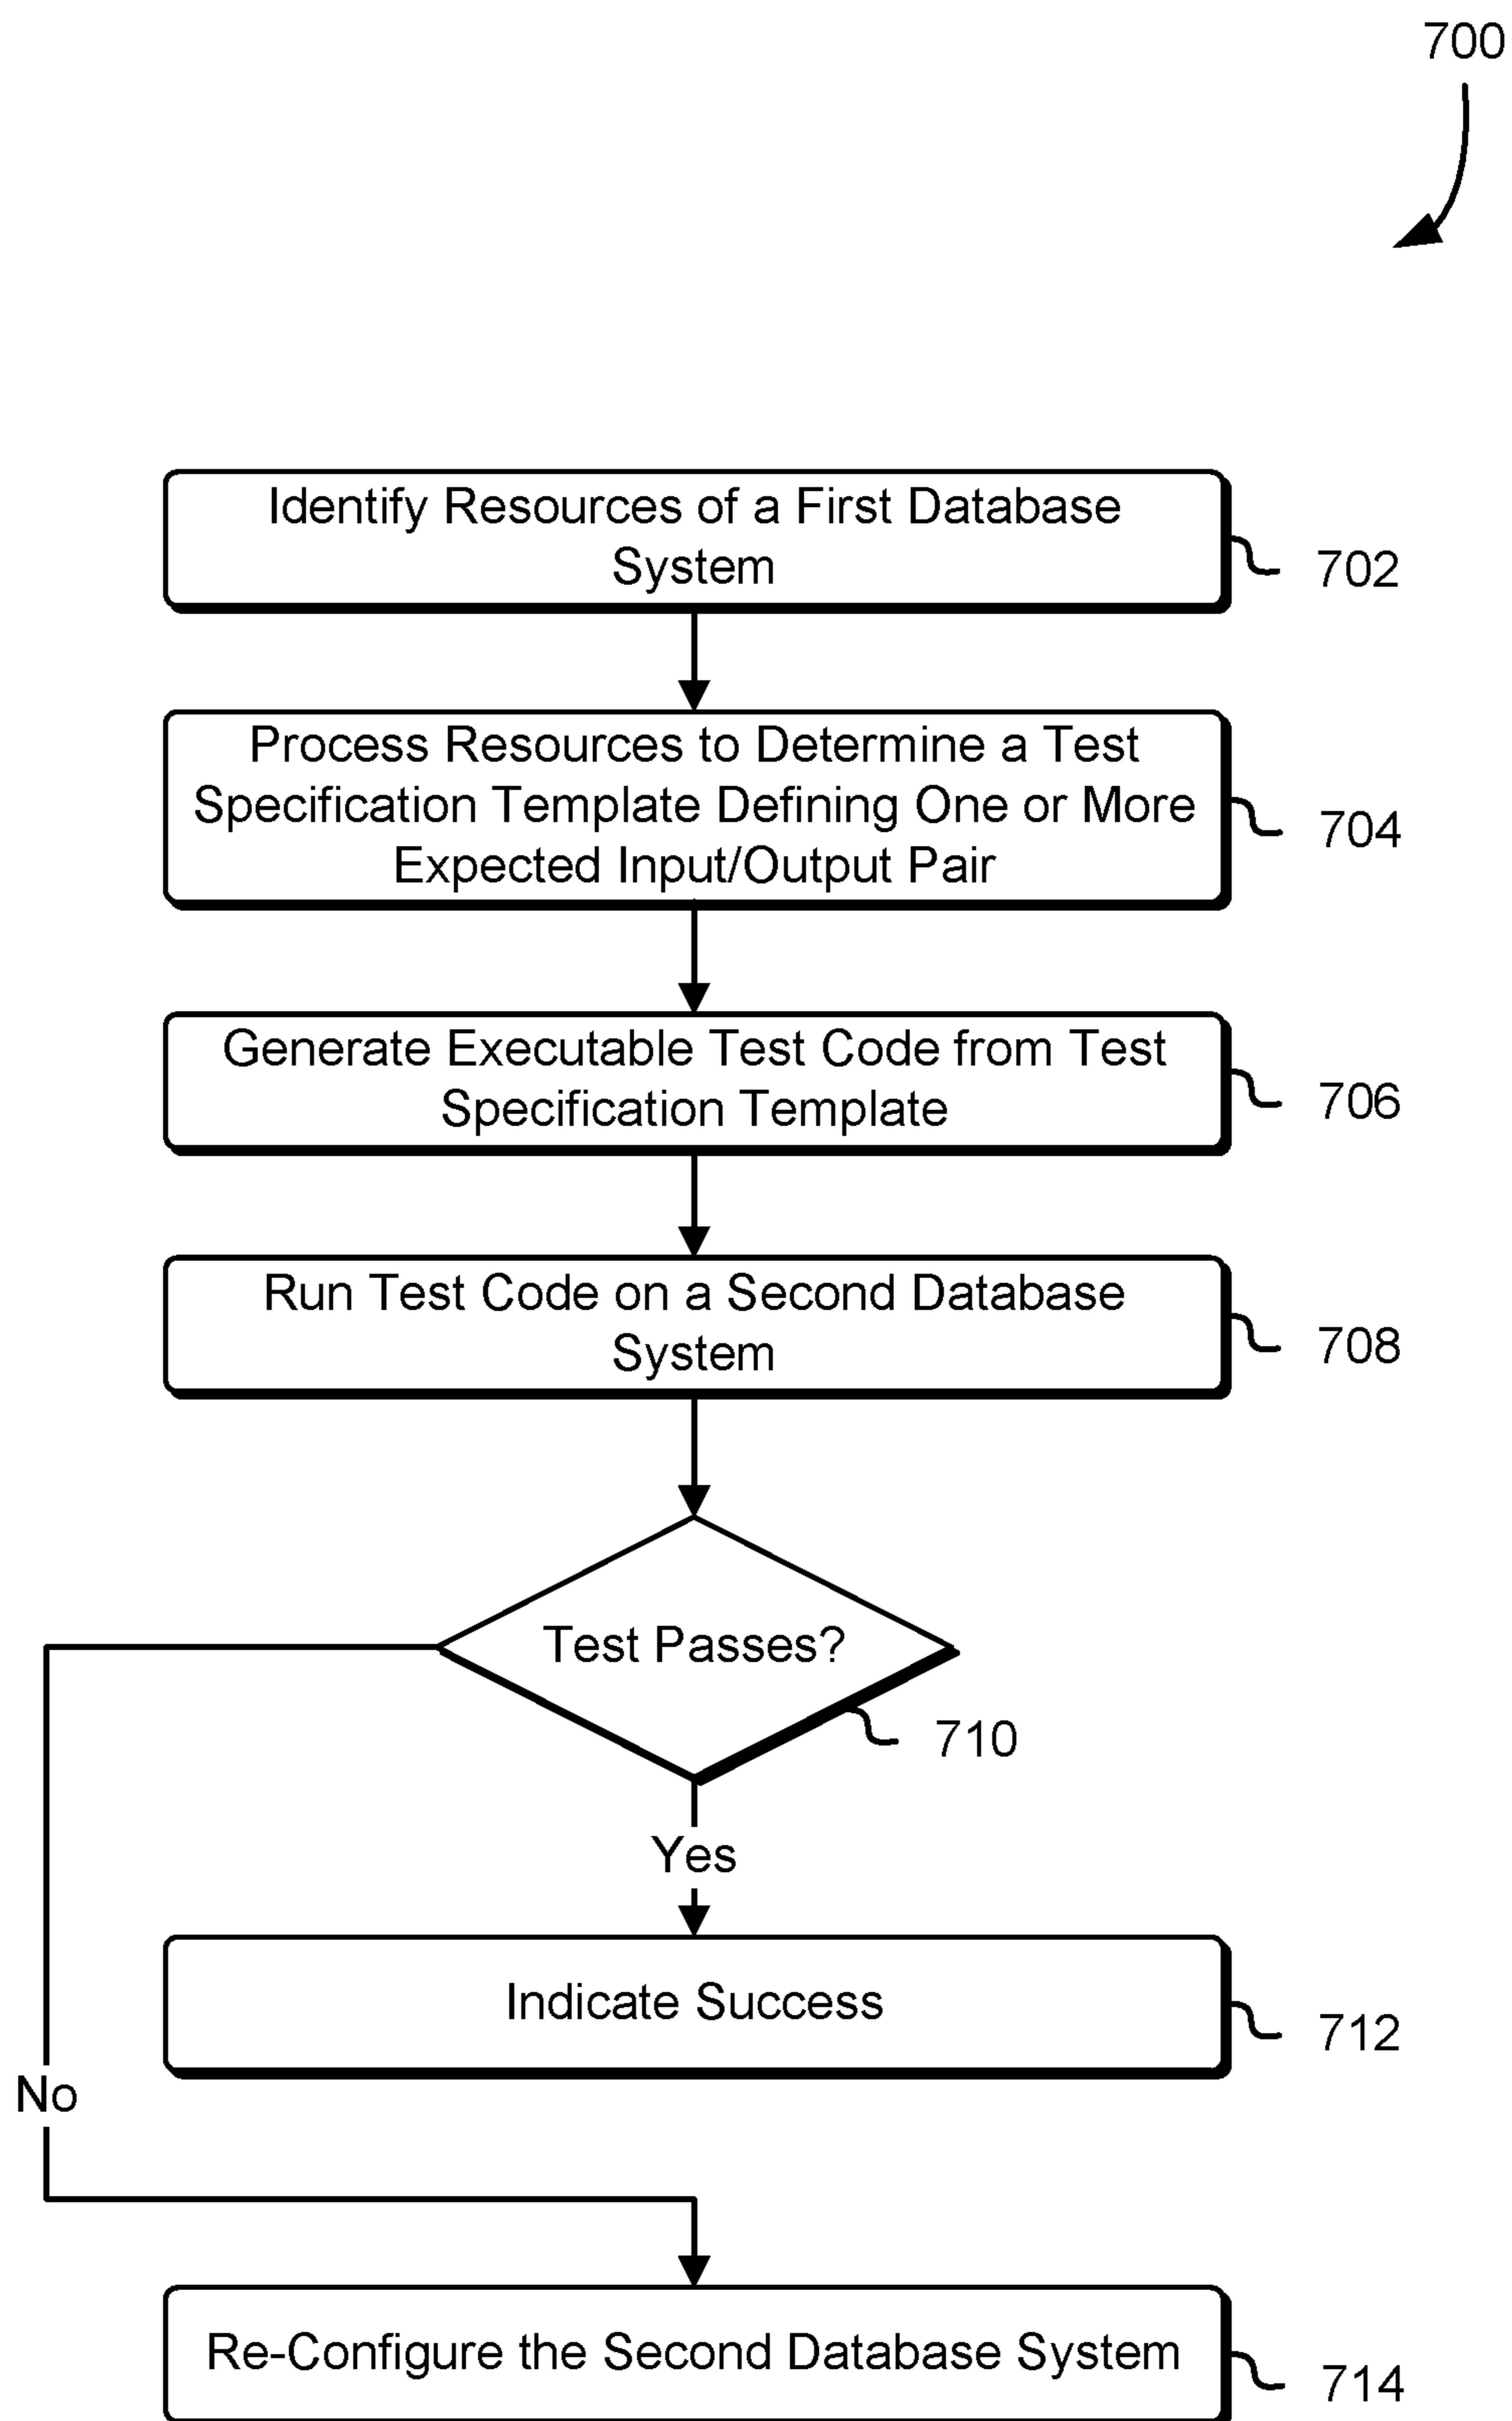 700
Identify Resources of a First Database
System
702
Process Resources to Determine a Test
Specification Template Defining One or More
Expected Input/Output Pair
704
Generate Executable Test Code from Test
Specification Template
706
Run Test Code on a Second Database
System
708
Test Passes?
710
Yes
Indicate Success
712
No
Re-Configure the Second Database System
714